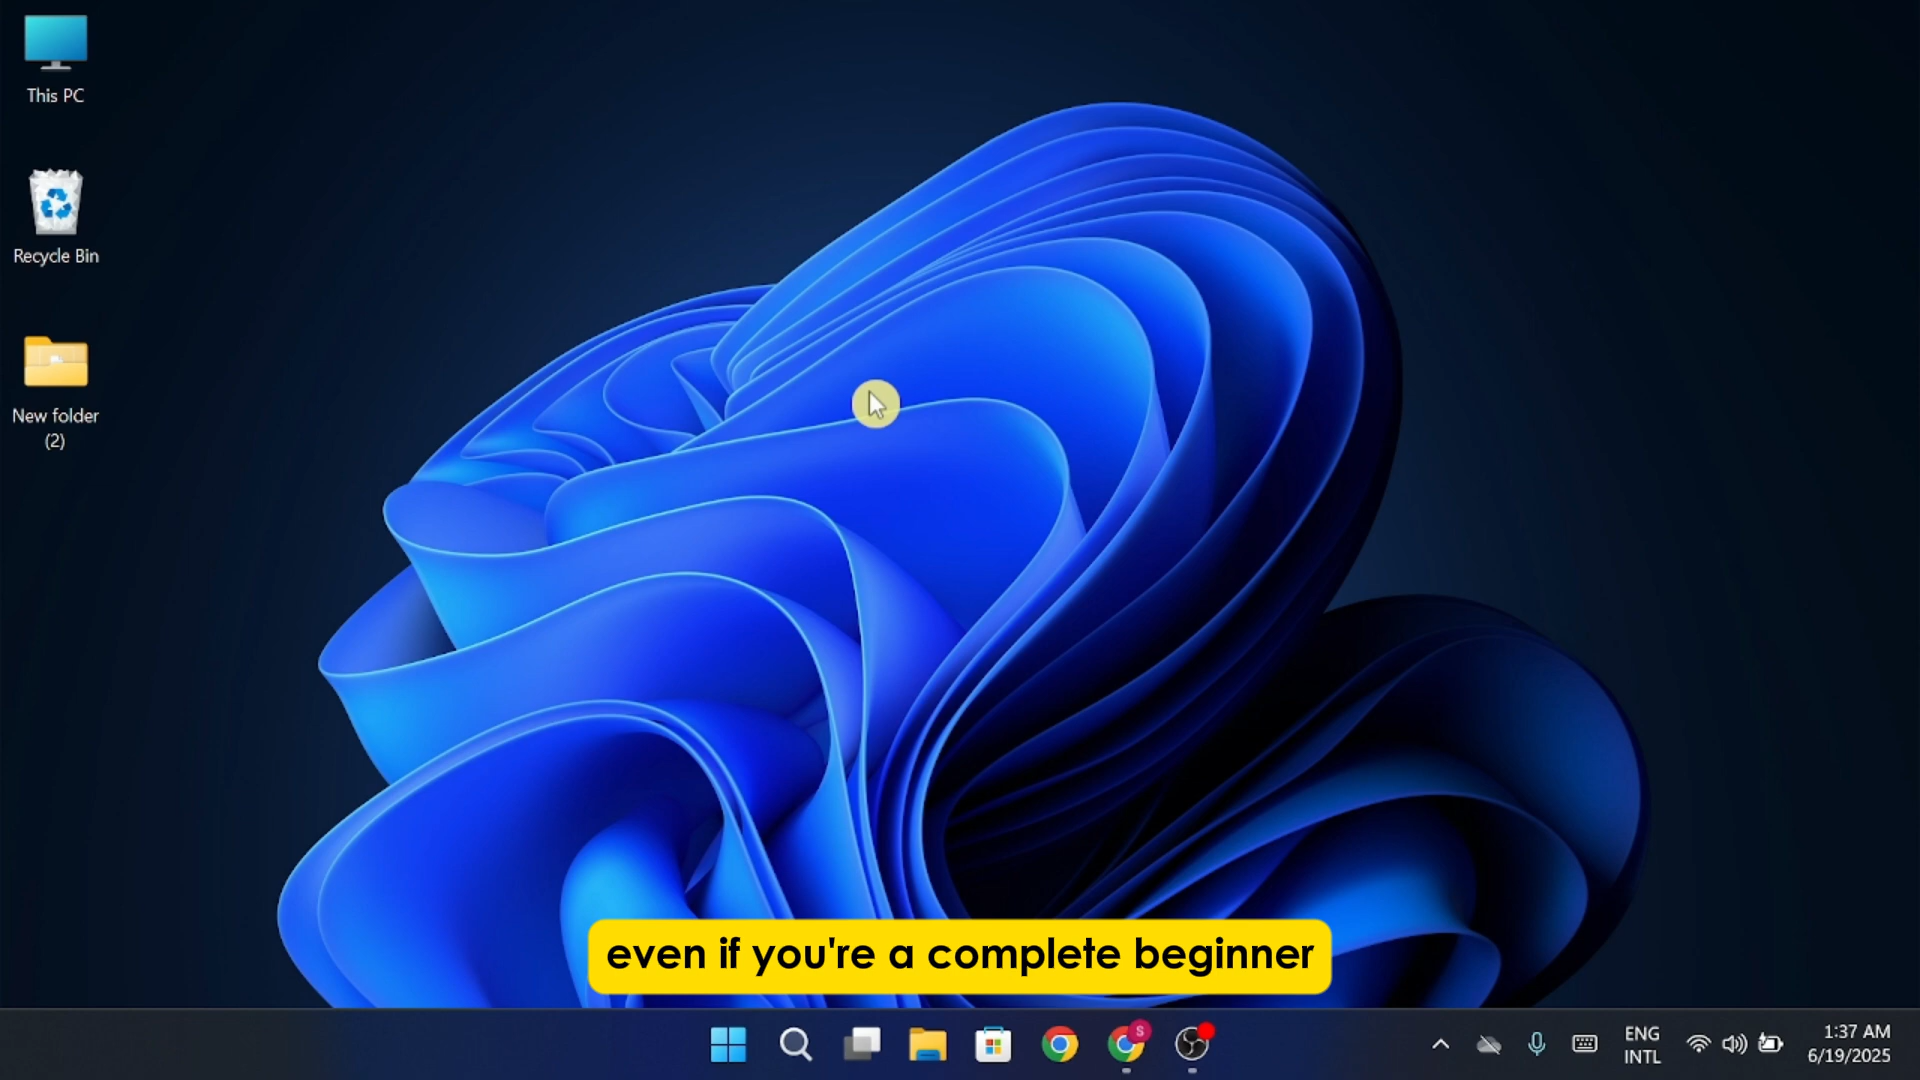 This PC
Recycle Bin
New folder
(2)
even if you're a complete beginner
S
ENG
INTL
1:37 AM
6/19/2025